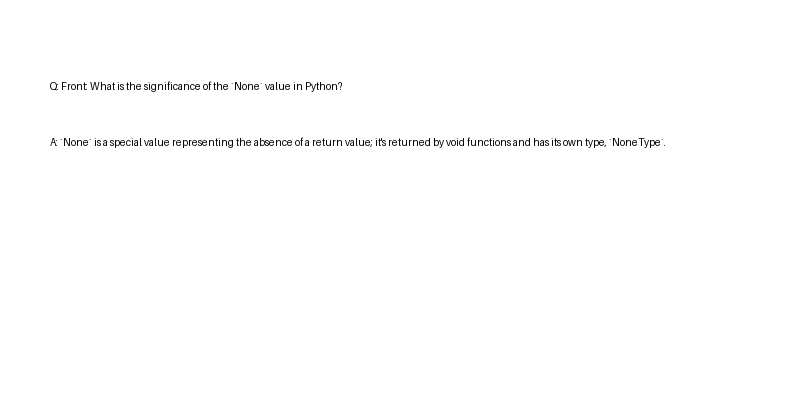 Q: Front: What is the significance of the `None` value in Python?
A: `None` is a special value representing the absence of a return value; it's returned by void functions and has its own type, `NoneType`.